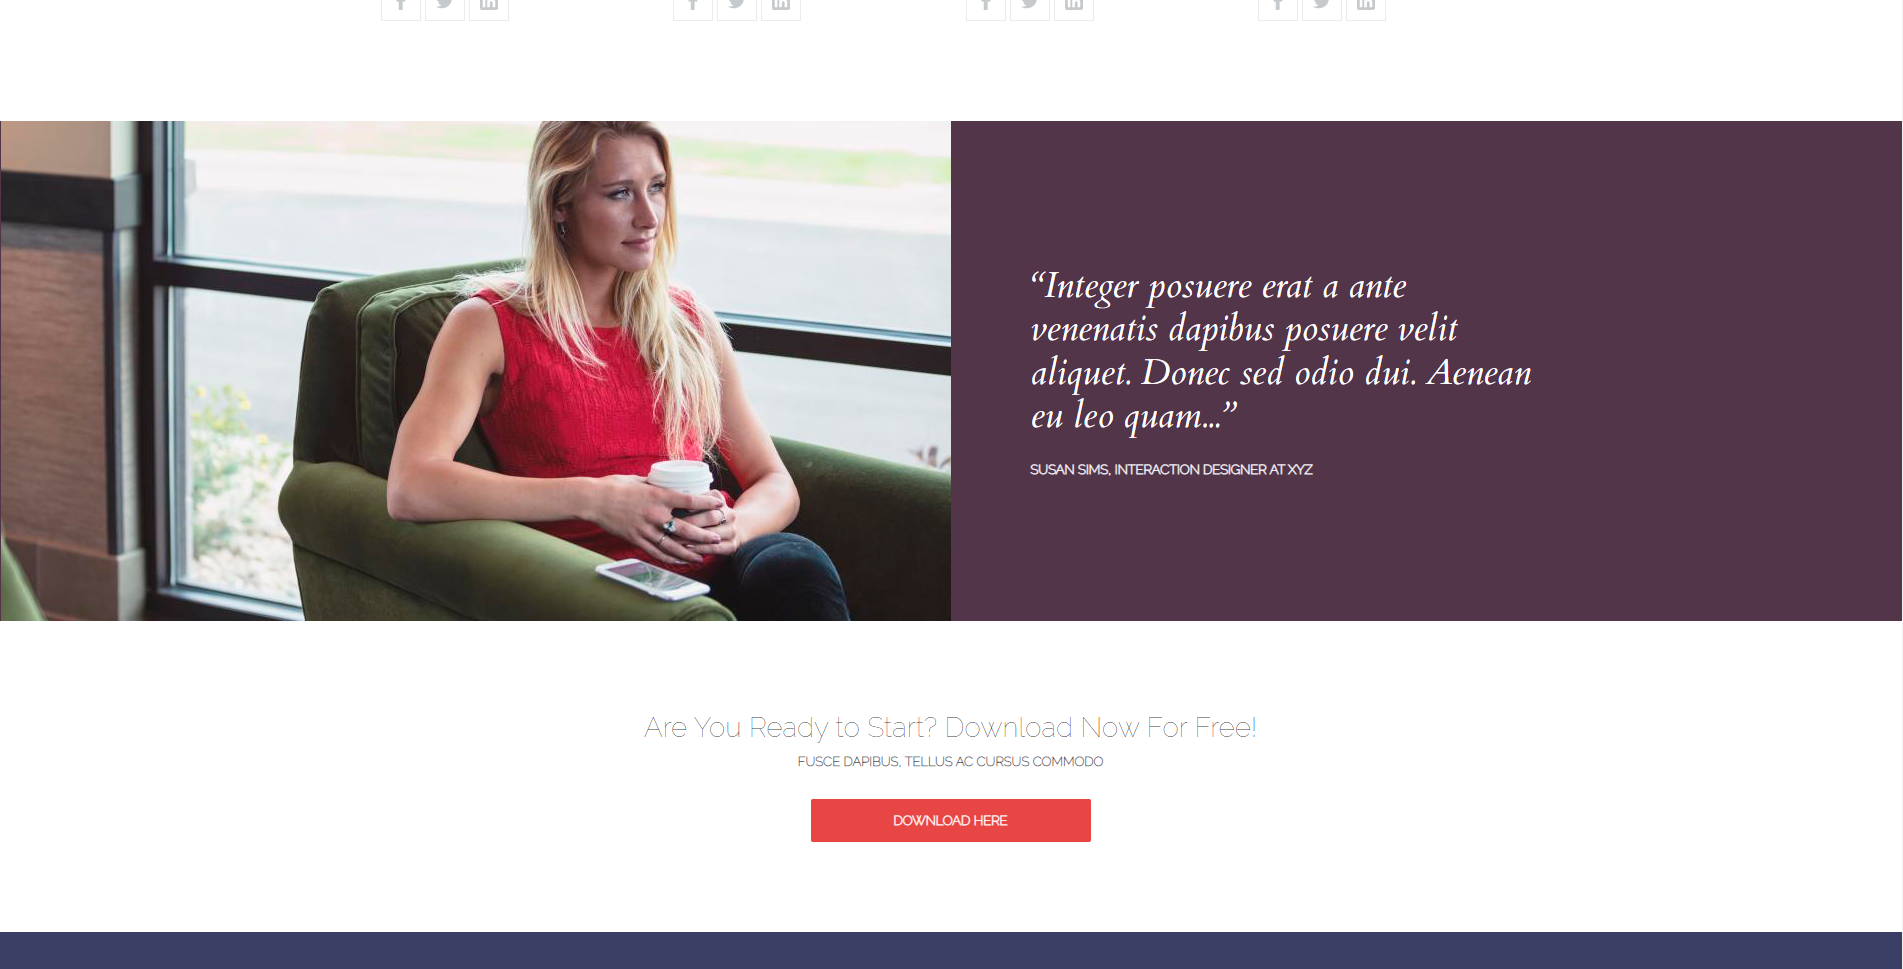 “Integer posuere erat a ante
venenatis dapibus posuere velit
aliquet. Donec sed odio dui. Aenean
eu leo quam...”
SUSAN SIMS, INTERACTION DESIGNER AT XYZ
Are You Ready to Start? Download Now For Free!
FUSCE DAPIBUS, TELLUS AC CURSUS COMMODO
DOWNLOAD HERE